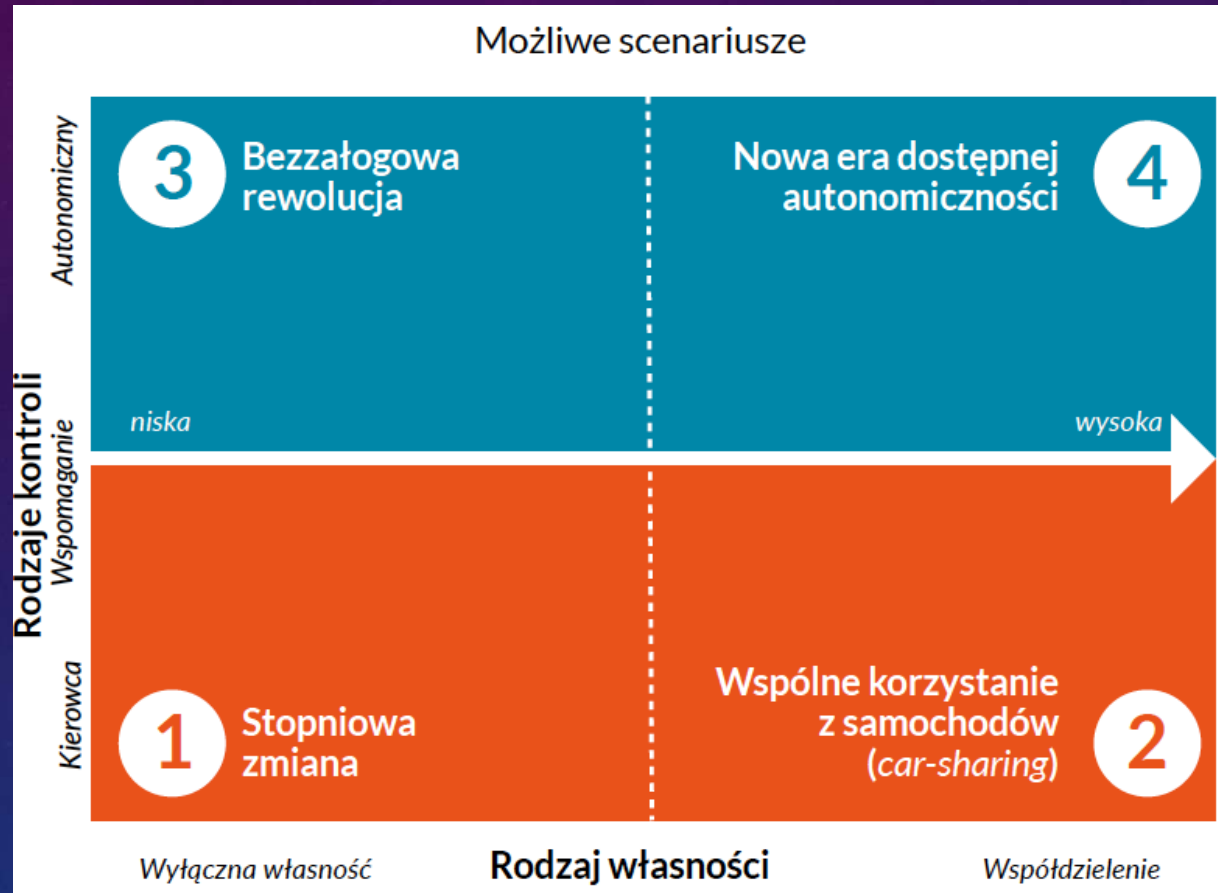 Możliwe scenariusze
Autonomiczny
3
Bezzałogowa
rewolucja
Nowa era dostępnej
autonomiczności
4
niska
wysoka
Rodzaje kontroli
Wspomaganie
Kierowca
1
Stopniowa
zmiana
Wspólne korzystanie
z samochodów
(car-sharing)
2
Wyłączna własność
Rodzaj własności
Współdzielenie